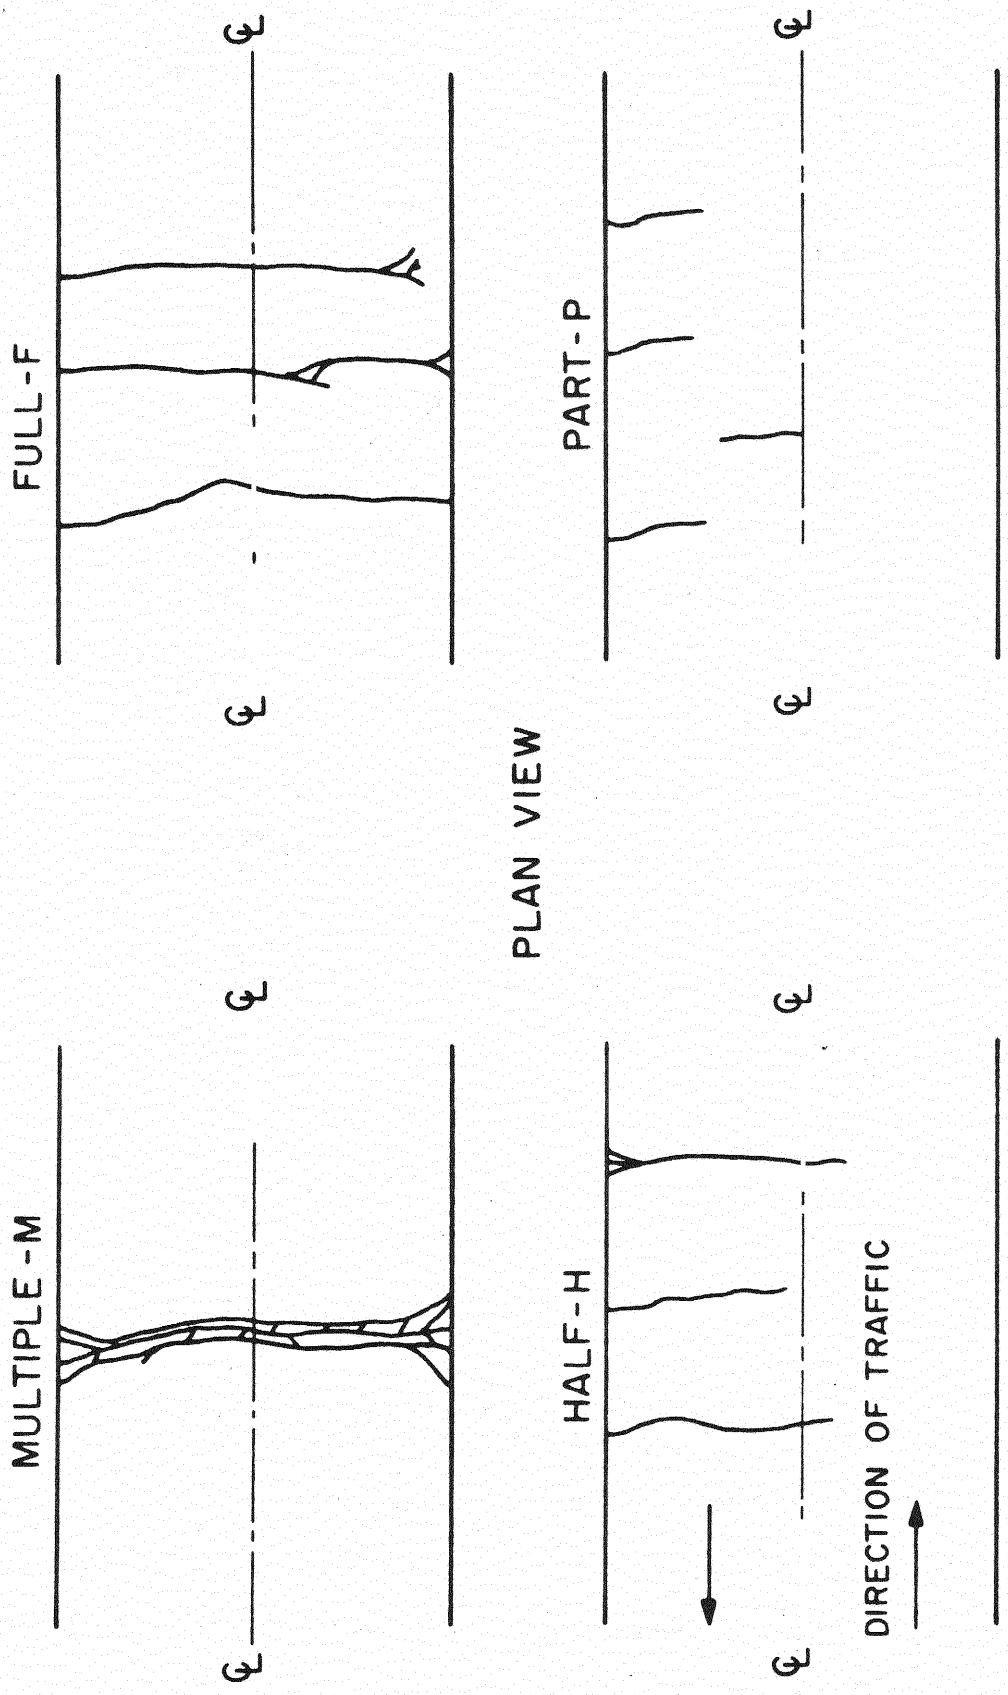 MULTIPLE-M
℄ ℄
FULL-F
℄ ℄
PLAN VIEW
HALF-H
℄ ℄
DIRECTION OF TRAFFIC
PART-P
℄ ℄